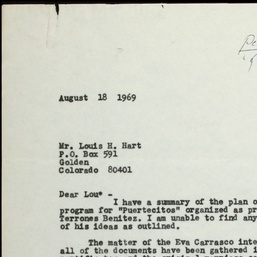 August 18 1969
Mr. Louis H. Hart
P.O. Box 591
Golden
Colorado 80401
Dear Lou* -
I have a summary of the plan o
program for "Puertecitos" organized as pr
Terrones Benitez. I am unable to find any
of his ideas as outlined.
The matter of the Eva Carrasco inte
all of the documents have been gathered i